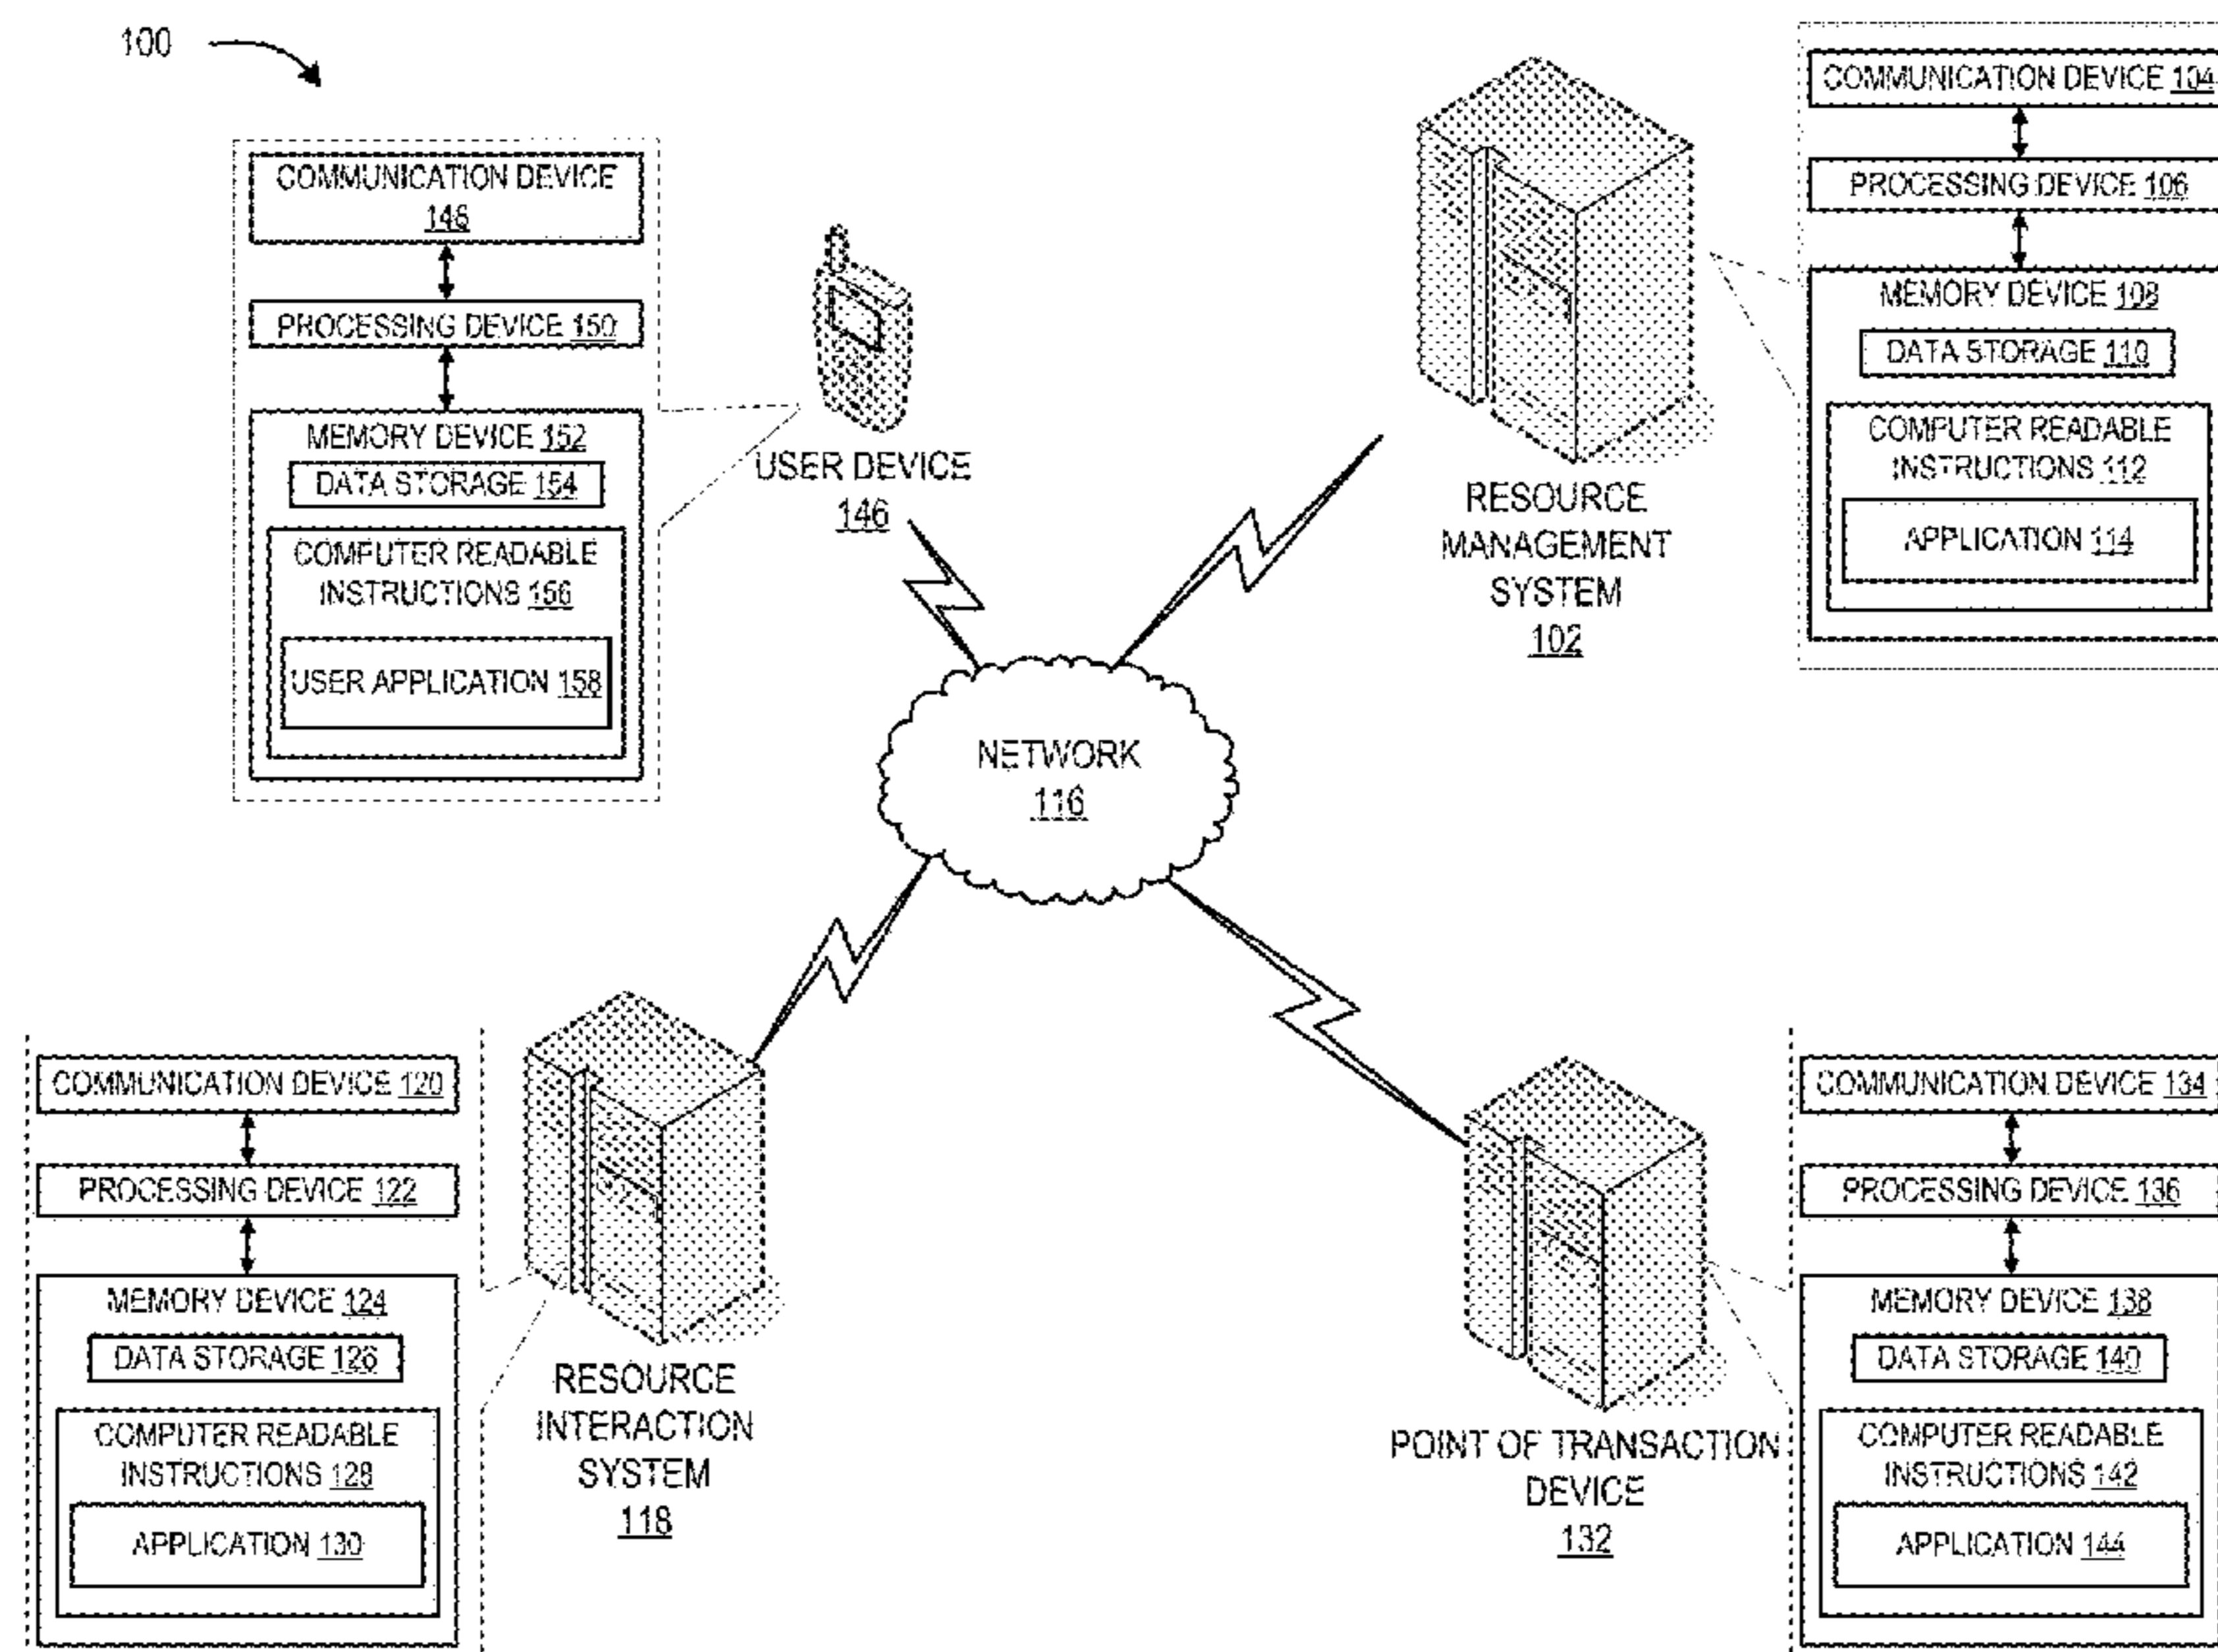 100
COMMUNICATION DEVICE
146
PROCESSING DEVICE 150
MEMORY DEVICE 152
DATA STORAGE 154
COMPUTER READABLE
INSTRUCTIONS 156
USER APPLICATION 158
USER DEVICE
146
RESOURCE
MANAGEMENT
SYSTEM
102
COMMUNICATION DEVICE 104
PROCESSING DEVICE 106
MEMORY DEVICE 108
DATA STORAGE 110
COMPUTER READABLE
INSTRUCTIONS 112
APPLICATION 114
NETWORK
116
COMMUNICATION DEVICE 120
PROCESSING DEVICE 122
MEMORY DEVICE 124
DATA STORAGE 126
COMPUTER READABLE
INSTRUCTIONS 128
APPLICATION 130
RESOURCE
INTERACTION
SYSTEM
118
POINT OF TRANSACTION
DEVICE
132
COMMUNICATION DEVICE 134
PROCESSING DEVICE 136
MEMORY DEVICE 138
DATA STORAGE 140
COMPUTER READABLE
INSTRUCTIONS 142
APPLICATION 144